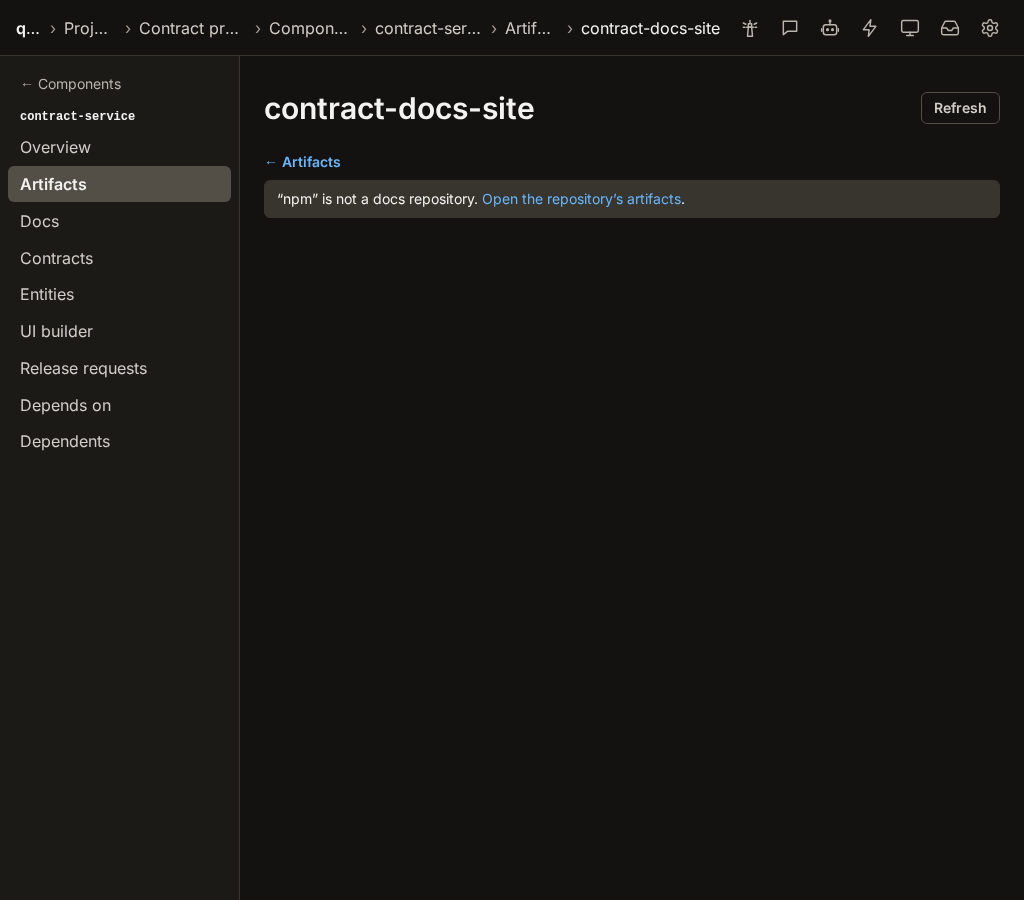 q... › Proj... › Contract pr... › Compon... › contract-ser... › Artif... › contract-docs-site
← Components
contract-service
Overview
Artifacts
Docs
Contracts
Entities
UI builder
Release requests
Depends on
Dependents
contract-docs-site
Refresh
← Artifacts
“npm” is not a docs repository. Open the repository’s artifacts.